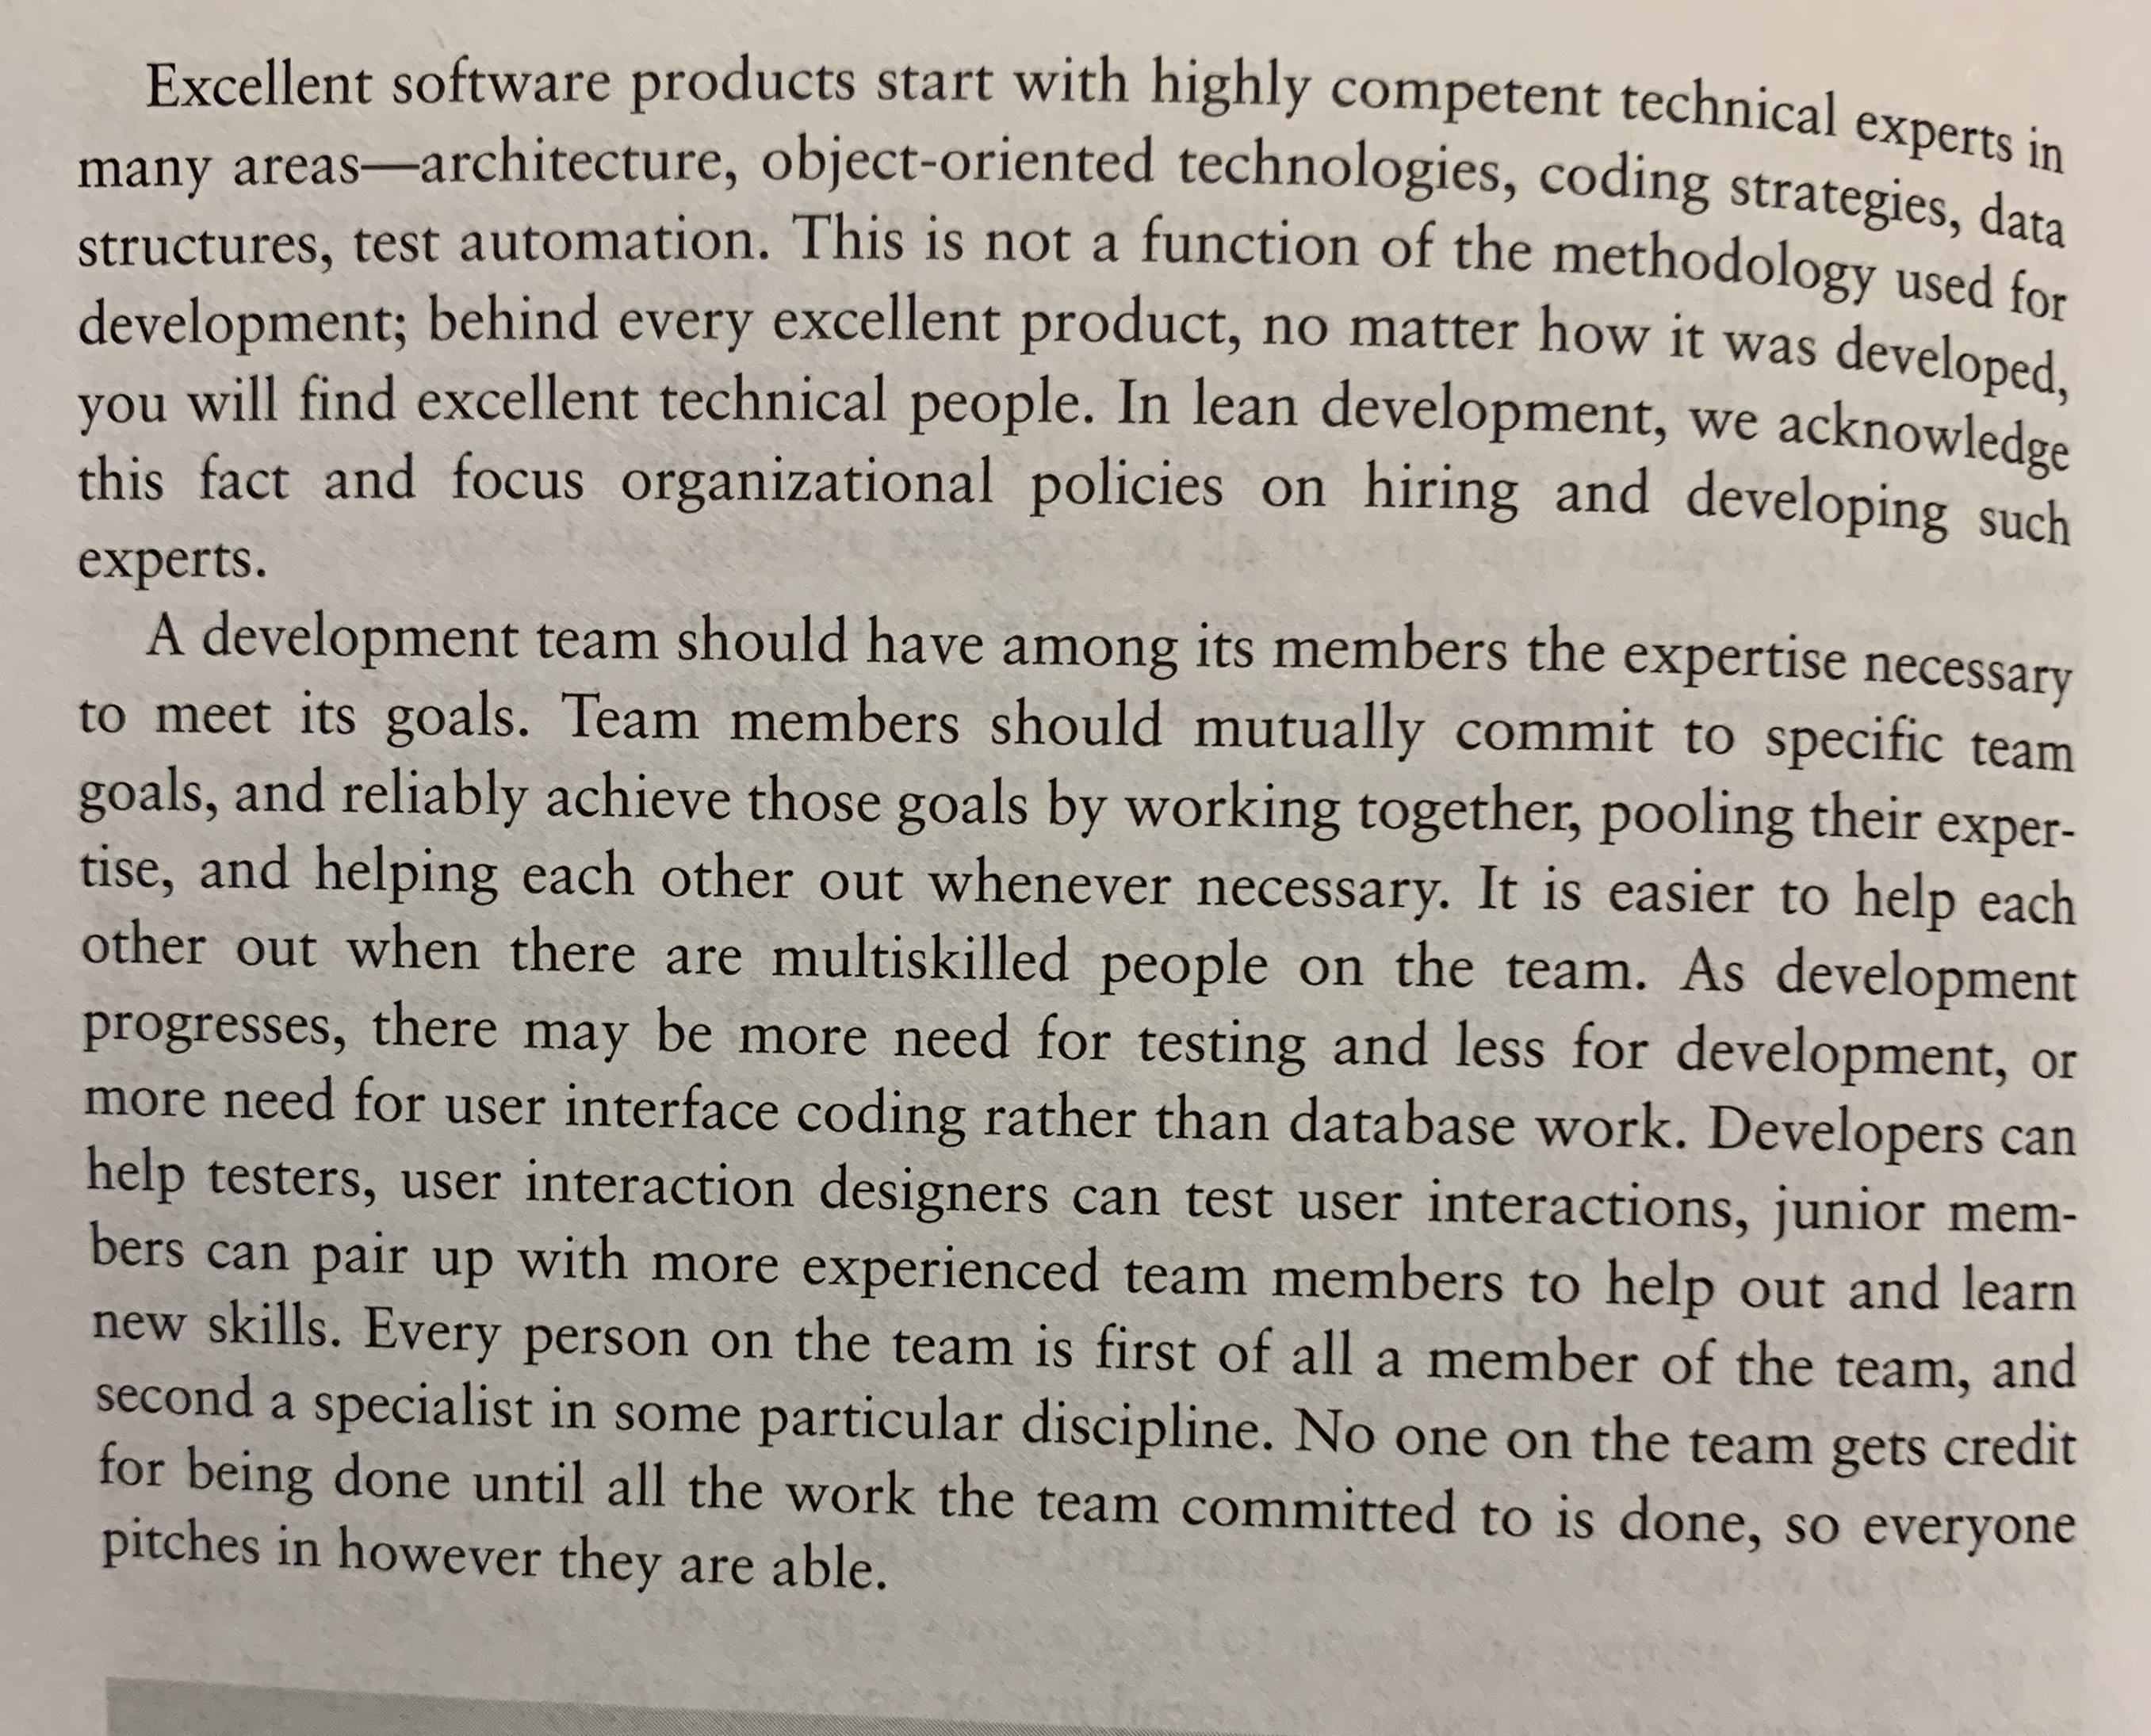 Excellent software products start with highly competent technical experts in
many areas—architecture, object-oriented technologies, coding strategies, data
structures, test automation. This is not a function of the methodology used for
development; behind every excellent product, no matter how it was developed,
you will find excellent technical people. In lean development, we acknowledge
this fact and focus organizational policies on hiring and developing such
experts.
A development team should have among its members the expertise necessary
to meet its goals. Team members should mutually commit to specific team
goals, and reliably achieve those goals by working together, pooling their exper-
tise, and helping each other out whenever necessary. It is easier to help each
other out when there are multiskilled people on the team. As development
progresses, there may be more need for testing and less for development, or
more need for user interface coding rather than database work. Developers can
help testers, user interaction designers can test user interactions, junior mem-
bers can pair up with more experienced team members to help out and learn
new skills. Every person on the team is first of all a member of the team, and
second a specialist in some particular discipline. No one on the team gets credit
for being done until all the work the team committed to is done, so everyone
pitches in however they are able.